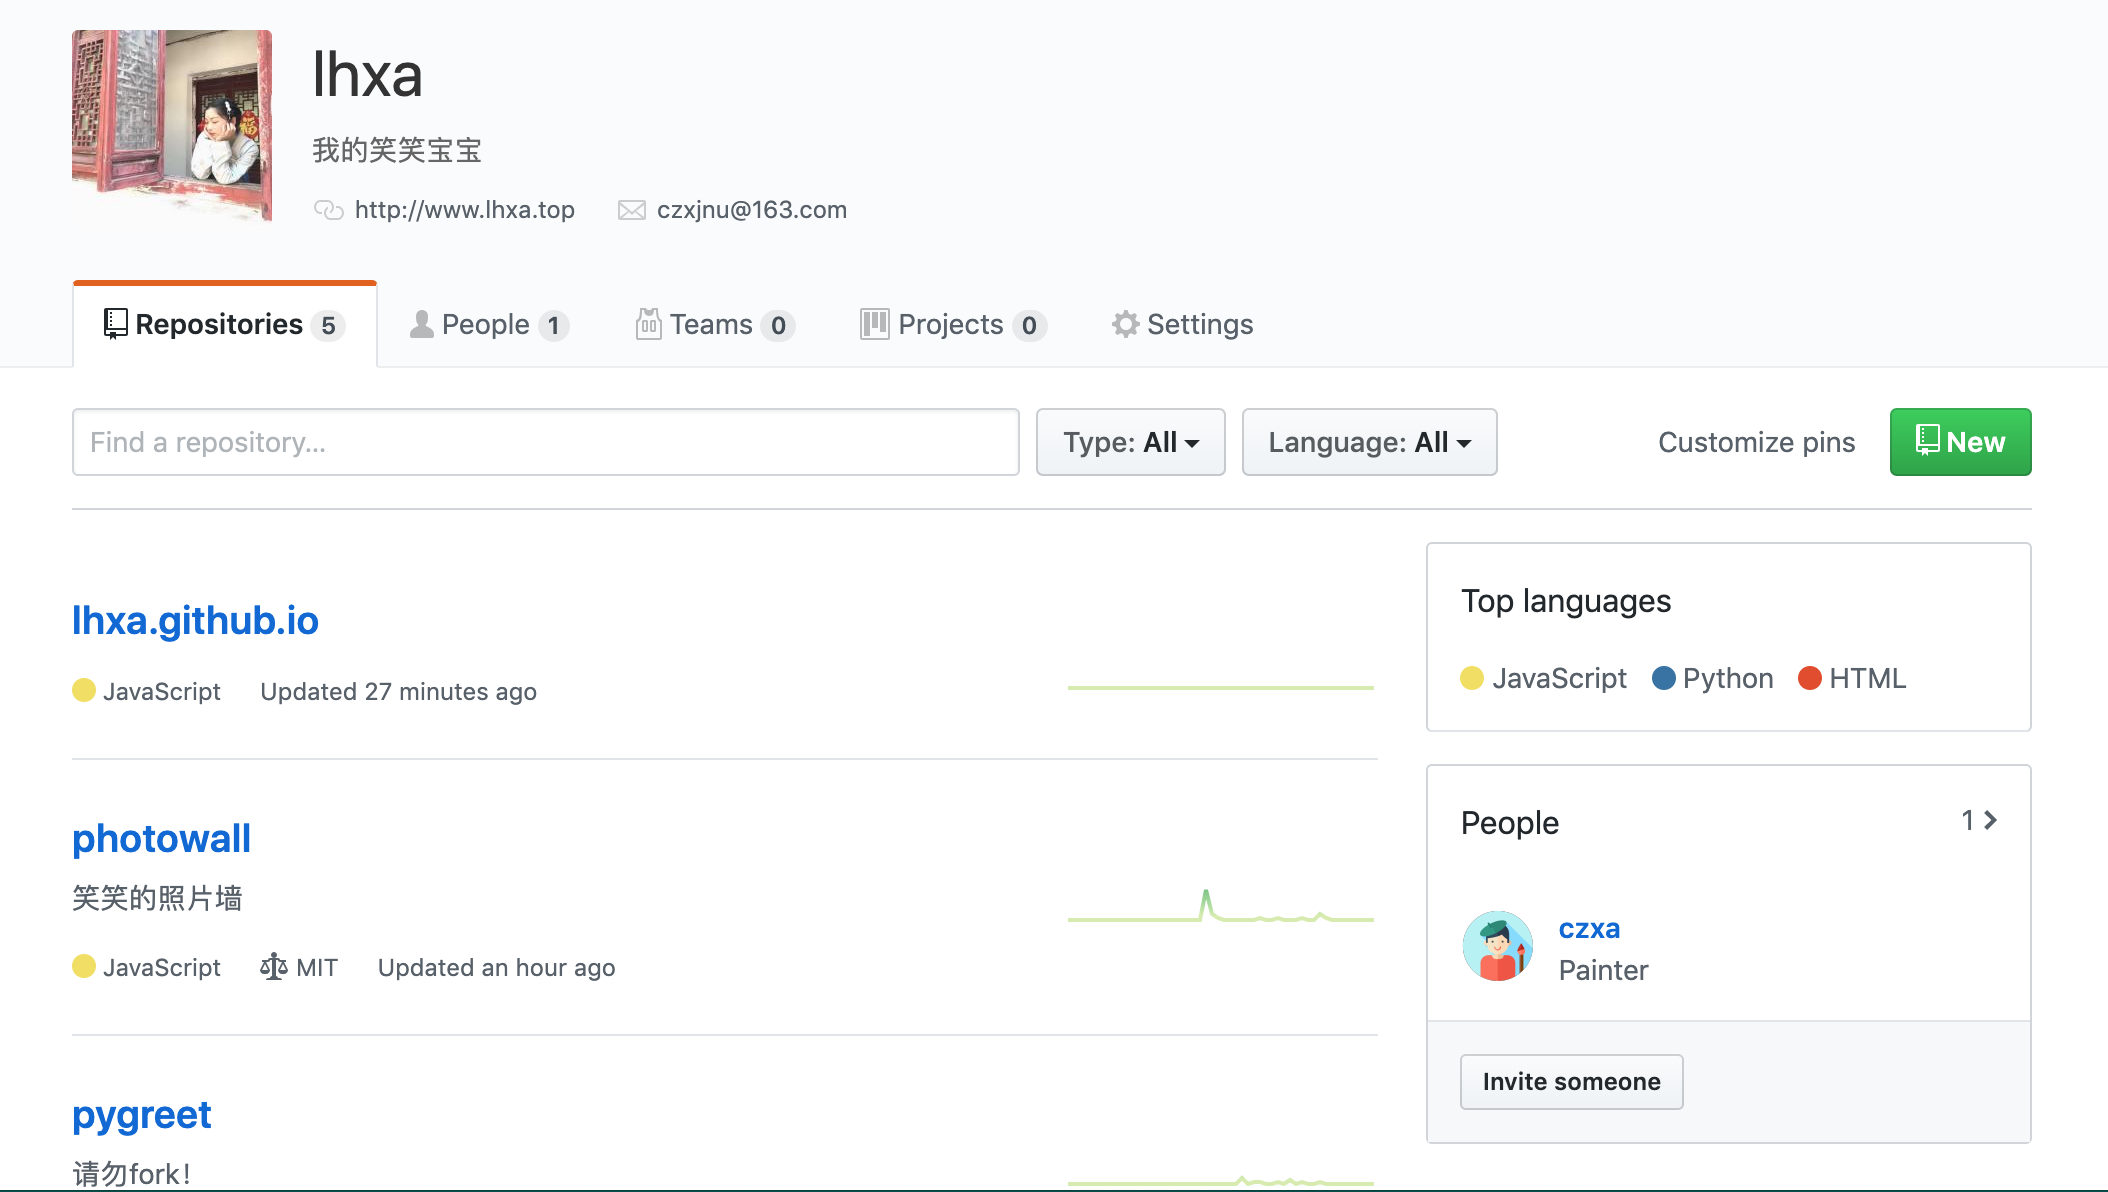 lhxa
我的笑笑宝宝
http://www.lhxa.top czxjnu@163.com
Repositories 5 People 1 Teams 0 Projects 0 Settings
Find a repository... Type: All Language: All Customize pins New
lhxa.github.io
JavaScript Updated 27 minutes ago
photowall
笑笑的照片墙
JavaScript MIT Updated an hour ago
pygreet
请勿fork!
Top languages
JavaScript Python HTML
People 1
czxa
Painter
Invite someone